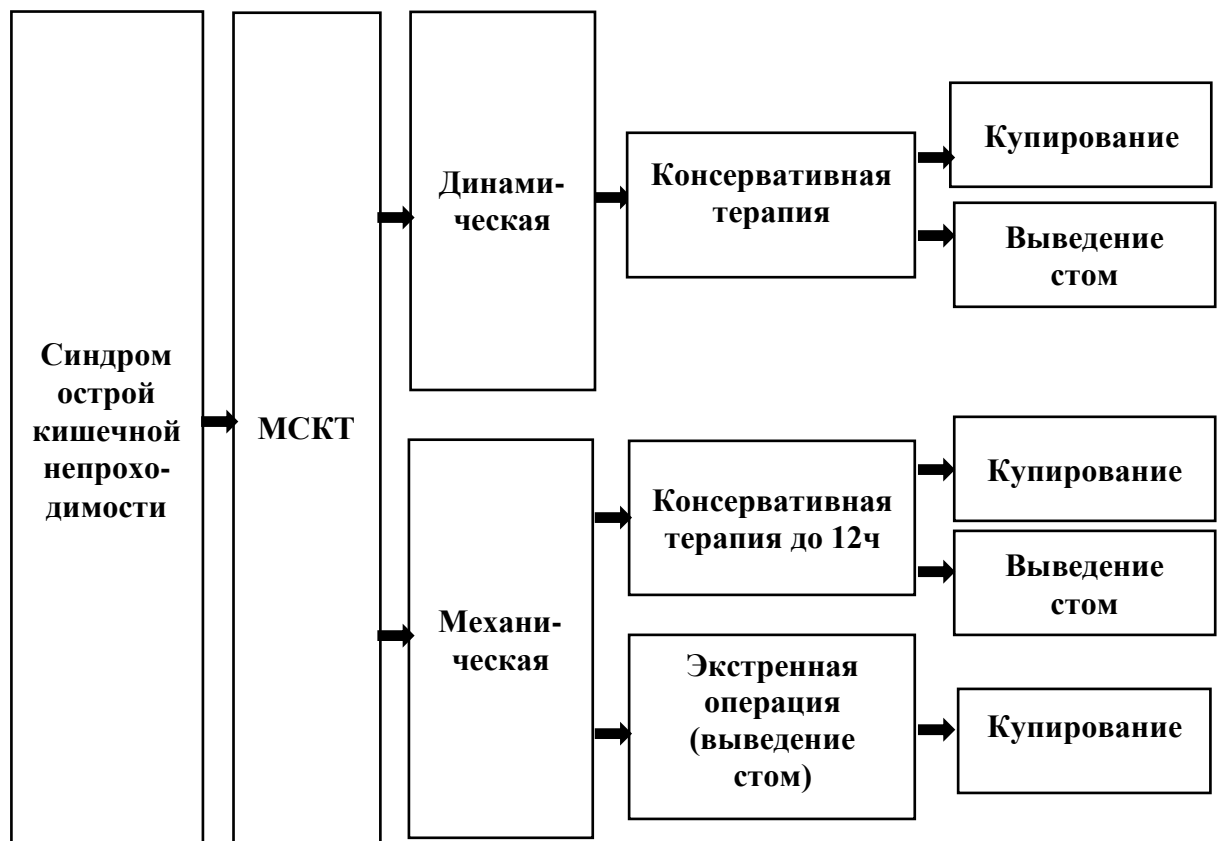 Синдром
острой
кишечной
непрохо-
димости
МСКТ
Динами-
ческая
Консервативная
терапия
Купирование
Выведение
стом
Механи-
ческая
Консервативная
терапия до 12ч
Купирование
Выведение
стом
Экстренная
операция
(выведение
стом)
Купирование